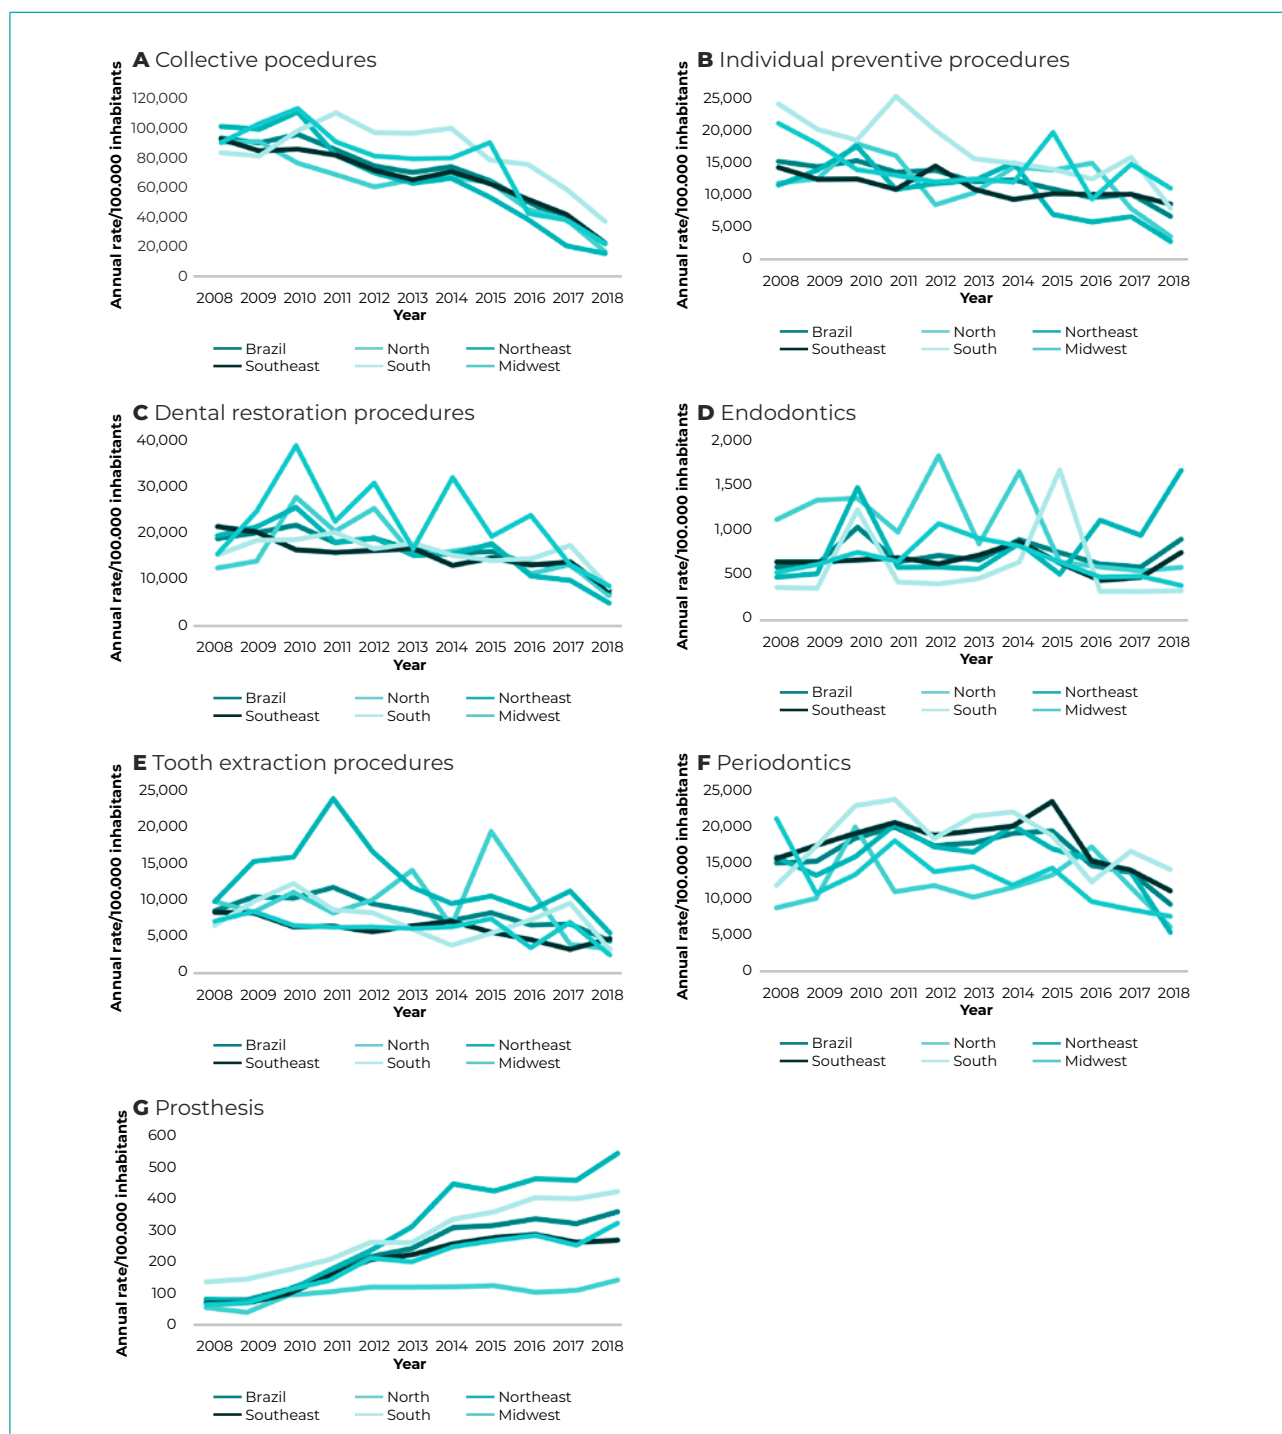 A Collective pocedures
Annual rate/100.000 inhabitants
120,000
100,000
80,000
60,000
40,000
20,000
0
2008 2009 2010 2011 2012 2013 2014 2015 2016 2017 2018
Year
Brazil North Northeast
Southeast South Midwest
B Individual preventive procedures
Annual rate/100.000 inhabitants
25,000
20,000
15,000
10,000
5,000
0
2008 2009 2010 2011 2012 2013 2014 2015 2016 2017 2018
Year
Brazil North Northeast
Southeast South Midwest
C Dental restoration procedures
Annual rate/100.000 inhabitants
40,000
30,000
20,000
10,000
0
2008 2009 2010 2011 2012 2013 2014 2015 2016 2017 2018
Year
Brazil North Northeast
Southeast South Midwest
D Endodontics
Annual rate/100.000 inhabitants
2,000
1,500
1,000
500
0
2008 2009 2010 2011 2012 2013 2014 2015 2016 2017 2018
Year
Brazil North Northeast
Southeast South Midwest
E Tooth extraction procedures
Annual rate/100.000 inhabitants
25,000
20,000
15,000
10,000
5,000
0
2008 2009 2010 2011 2012 2013 2014 2015 2016 2017 2018
Year
Brazil North Northeast
Southeast South Midwest
F Periodontics
Annual rate/100.000 inhabitants
25,000
20,000
15,000
10,000
5,000
0
2008 2009 2010 2011 2012 2013 2014 2015 2016 2017 2018
Year
Brazil North Northeast
Southeast South Midwest
G Prosthesis
Annual rate/100.000 inhabitants
600
500
400
300
200
100
0
2008 2009 2010 2011 2012 2013 2014 2015 2016 2017 2018
Year
Brazil North Northeast
Southeast South Midwest